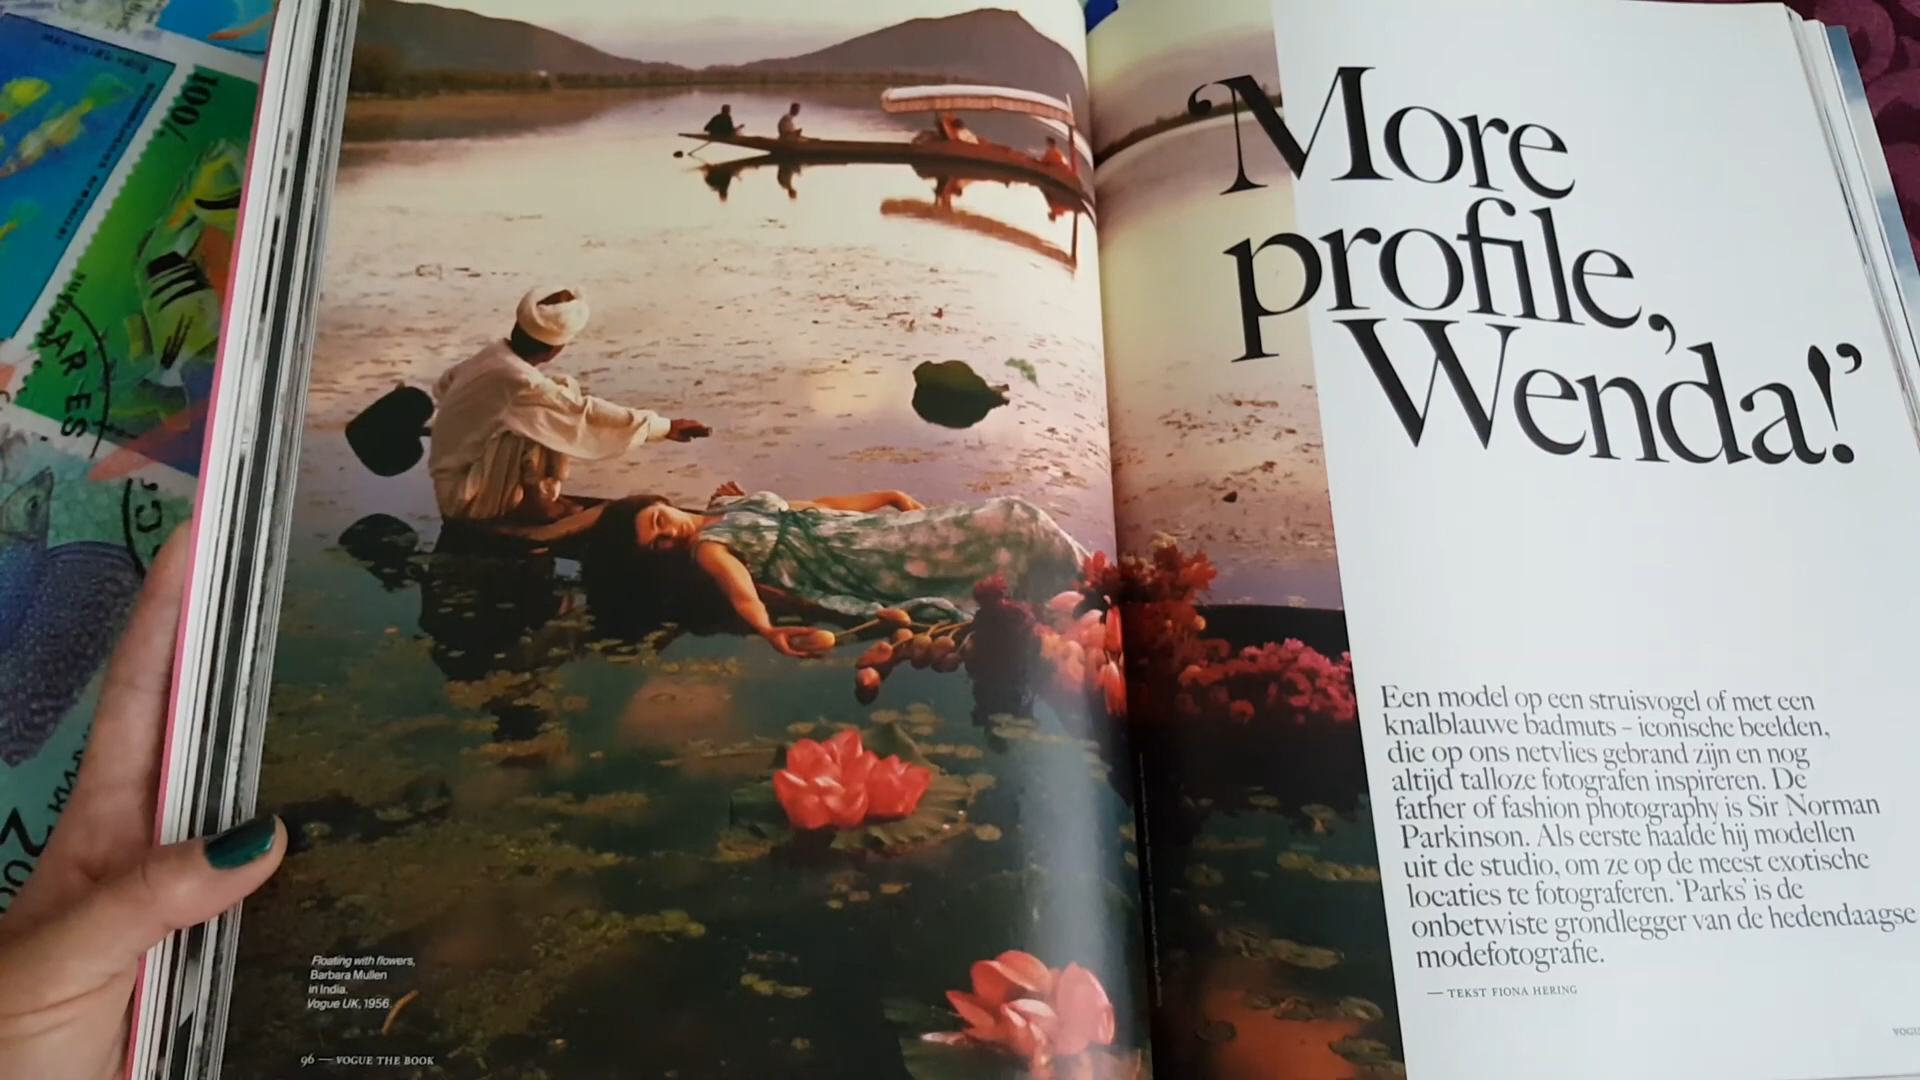 100%
AR-ES
Floating with flowers,
Barbara Mullen
in India.
Vogue UK, 1956
96 — VOGUE THE BOOK
‘More
profile,
Wenda!’
Een model op een struisvogel of met een
knalblauwe badmuts – iconische beelden,
die op ons netvlies gebrand zijn en nog
altijd talloze fotografen inspireren. De
father of fashion photography is Sir Norman
Parkinson. Als eerste haalde hij modellen
uit de studio, om ze op de meest exotische
locaties te fotograferen. ‘Parks’ is de
onbetwiste grondlegger van de hedendaagse
modefotografie.
— TEKST FIONA HERING